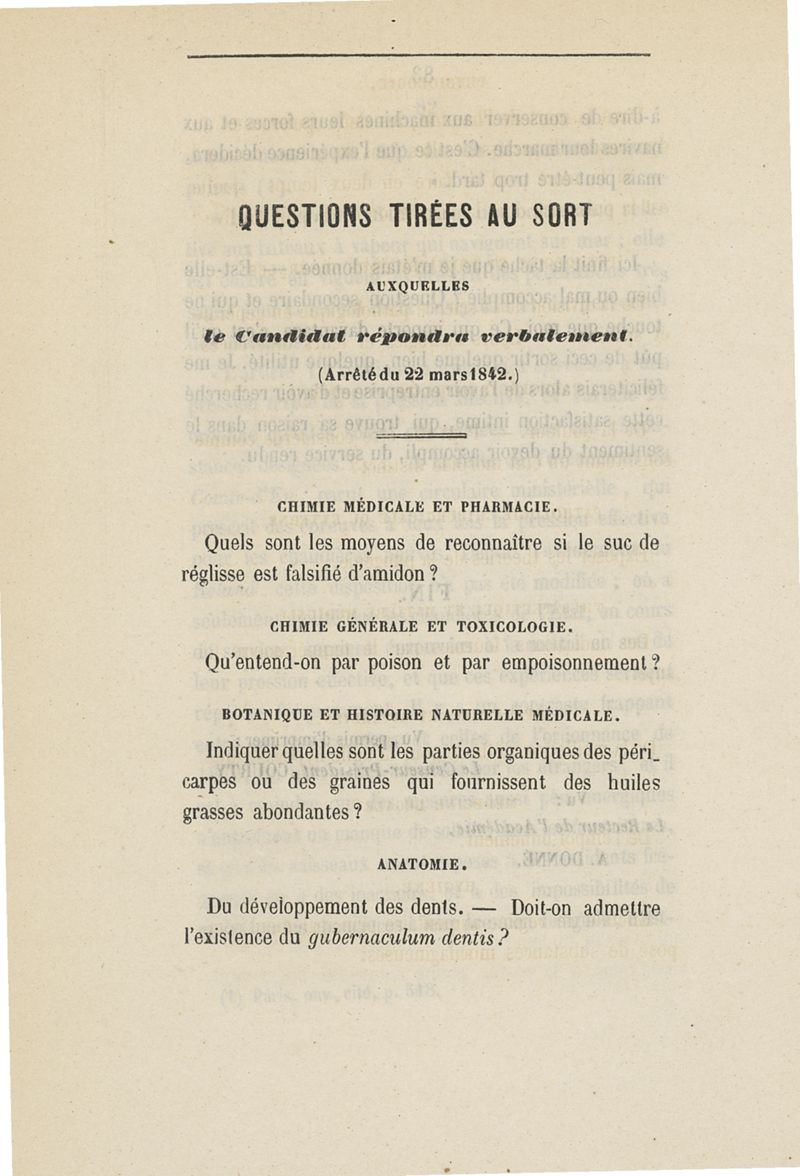 QUESTIONS TIRÉES AU SORT
AUXQUELLES
le Candidat répondra verbalement.
(Arrêté du 22 mars 1842.)
CHIMIE MÉDICALE ET PHARMACIE.
Quels sont les moyens de reconnaître si le suc de
réglisse est falsifié d'amidon ?
CHIMIE GÉNÉRALE ET TOXICOLOGIE.
Qu'entend-on par poison et par empoisonnement ?
BOTANIQUE ET HISTOIRE NATURELLE MÉDICALE.
Indiquer quelles sont les parties organiques des péri-
carpes ou des graines qui fournissent des huiles
grasses abondantes ?
ANATOMIE.
Du développement des dents. — Doit-on admettre
l'existence du gubernaculum dentis ?